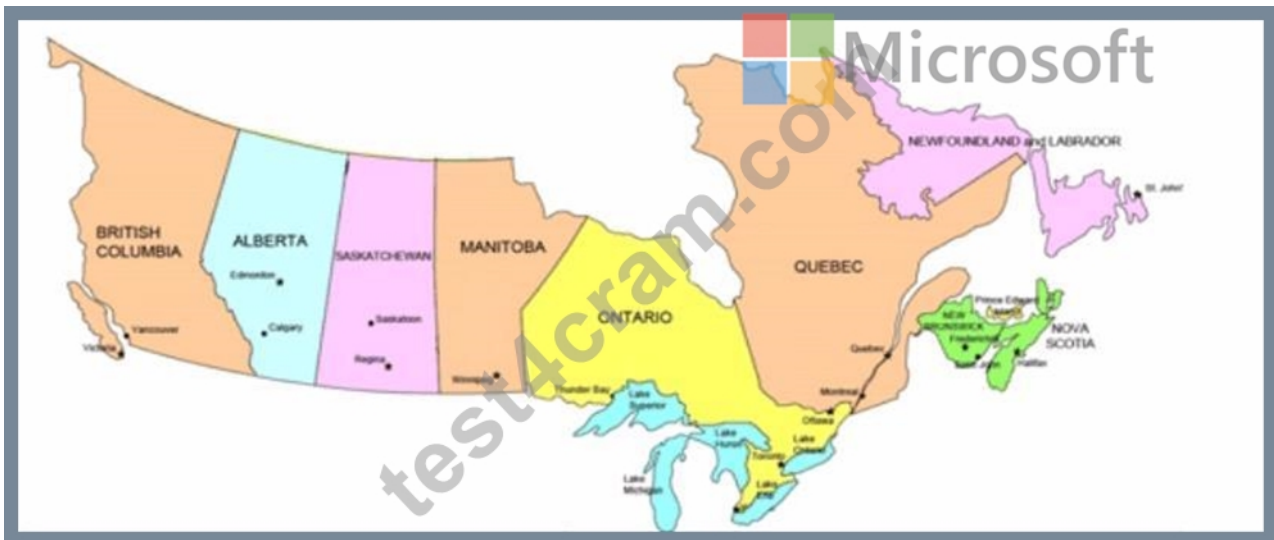 Microsoft
NEWFOUNDLAND and LABRADOR
St. John'
BRITISH
COLUMBIA
ALBERTA
SASKATCHEWAN
MANITOBA
QUEBEC
Edmonton
Prince Edward
ONTARIO
NEW
BRUNSWICK
NOVA
SCOTIA
Saskatoon
Vancouver
Calgary
Fredericton
Victoria
Quebec
Saint John
Halifax
Regina
Winnipeg
Thunder Bay
Montreal
Lake
Superior
Ottawa
Lake
Huron
Lake
Ontario
Toronto
Lake
Michigan
Lake
Erie
test4cram.com